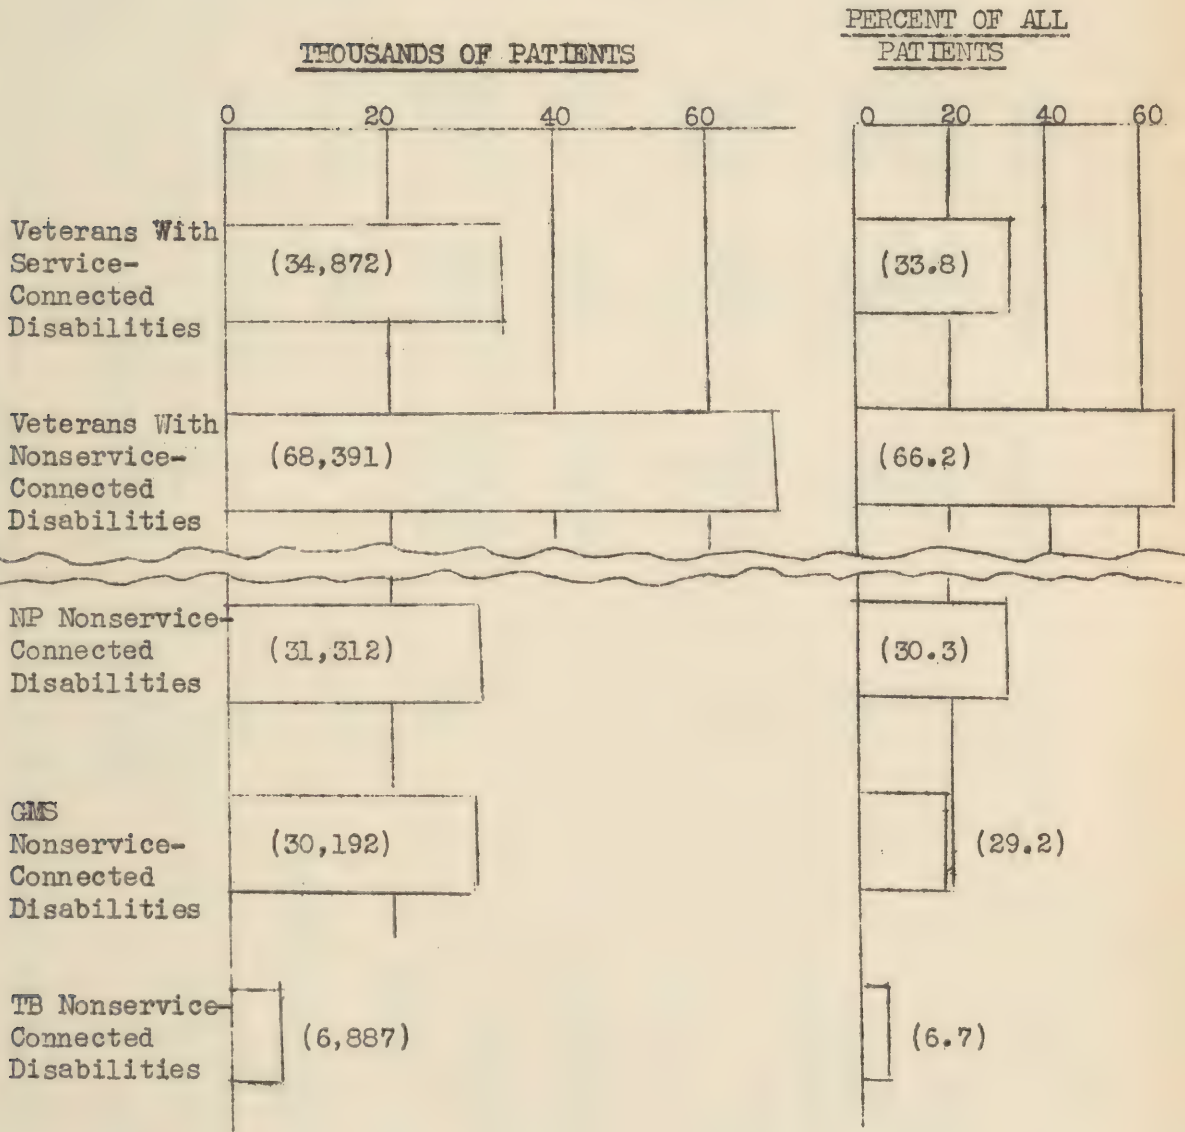 THOUSANDS OF PATIENTS
PERCENT OF ALL
PATIENTS
0 20 40 60
0 20 40 60
Veterans With
Service-
Connected
Disabilities
(34,872)
(33.8)
Veterans With
Nonservice-
Connected
Disabilities
(68,391)
(66.2)
NP Nonservice-
Connected
Disabilities
(31,312)
(30.3)
GMS
Nonservice-
Connected
Disabilities
(30,192)
(29.2)
TB Nonservice-
Connected
Disabilities
(6,887)
(6.7)